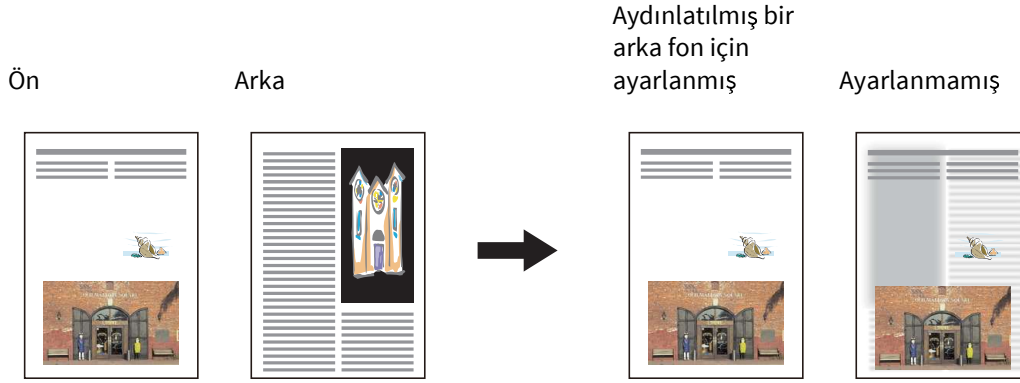 Ön
Arka
Aydınlatılmış bir
arka fon için
ayarlanmış
Ayarlanmamış